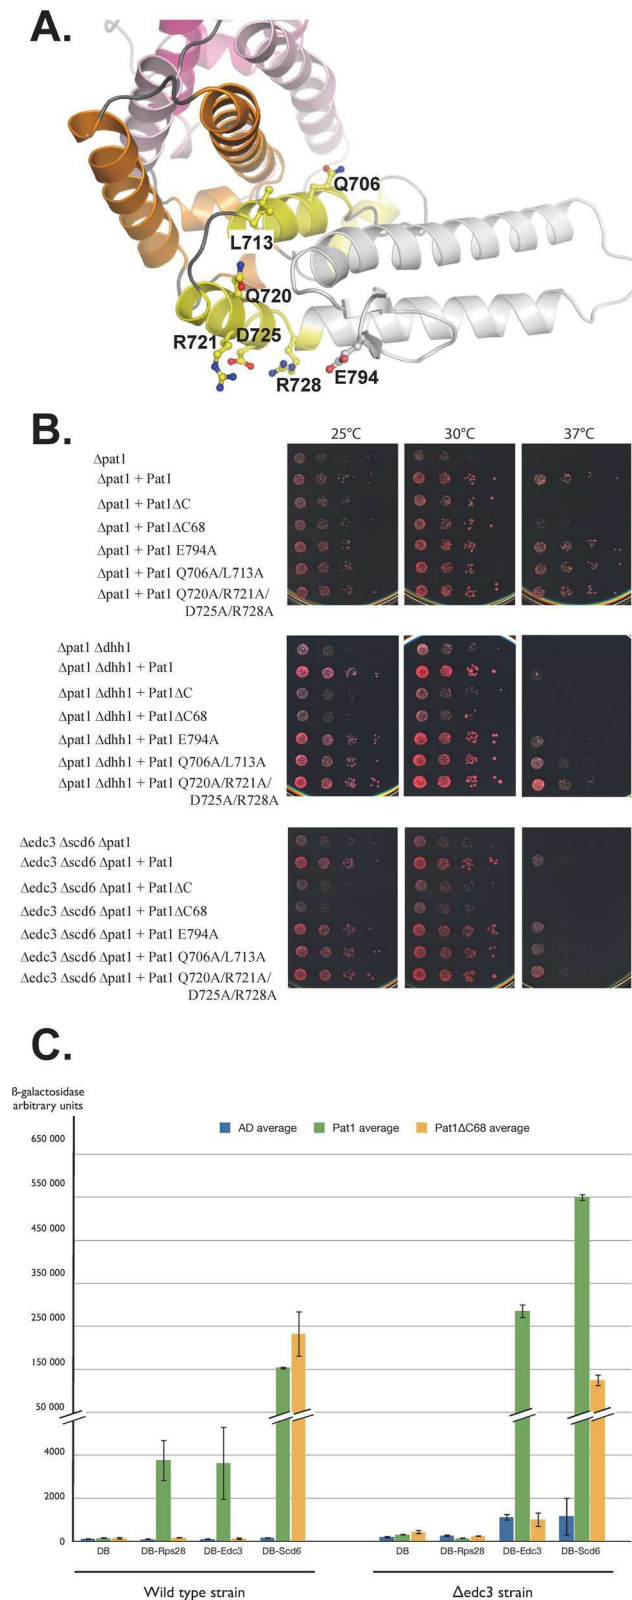 A.
Q706
L713
Q720
R721 D725
R728
E794
B.
25°C 30°C 37°C
Δpat1
Δpat1 + Pat1
Δpat1 + Pat1ΔC
Δpat1 + Pat1ΔC68
Δpat1 + Pat1 E794A
Δpat1 + Pat1 Q706A/L713A
Δpat1 + Pat1 Q720A/R721A/
D725A/R728A
Δpat1 Δdhh1
Δpat1 Δdhh1 + Pat1
Δpat1 Δdhh1 + Pat1ΔC
Δpat1 Δdhh1 + Pat1ΔC68
Δpat1 Δdhh1 + Pat1 E794A
Δpat1 Δdhh1 + Pat1 Q706A/L713A
Δpat1 Δdhh1 + Pat1 Q720A/R721A/
D725A/R728A
Δedc3 Δscd6 Δpat1
Δedc3 Δscd6 Δpat1 + Pat1
Δedc3 Δscd6 Δpat1 + Pat1ΔC
Δedc3 Δscd6 Δpat1 + Pat1ΔC68
Δedc3 Δscd6 Δpat1 + Pat1 E794A
Δedc3 Δscd6 Δpat1 + Pat1 Q706A/L713A
Δedc3 Δscd6 Δpat1 + Pat1 Q720A/R721A/
D725A/R728A
C.
ß-galactosidase
arbitrary units
AD average Pat1 average Pat1ΔC68 average
650 000
550 000
450 000
350 000
250 000
150 000
50 000
4000
2000
0
DB DB-Rps28 DB-Edc3 DB-Scd6 DB DB-Rps28 DB-Edc3 DB-Scd6
Wild type strain Δedc3 strain